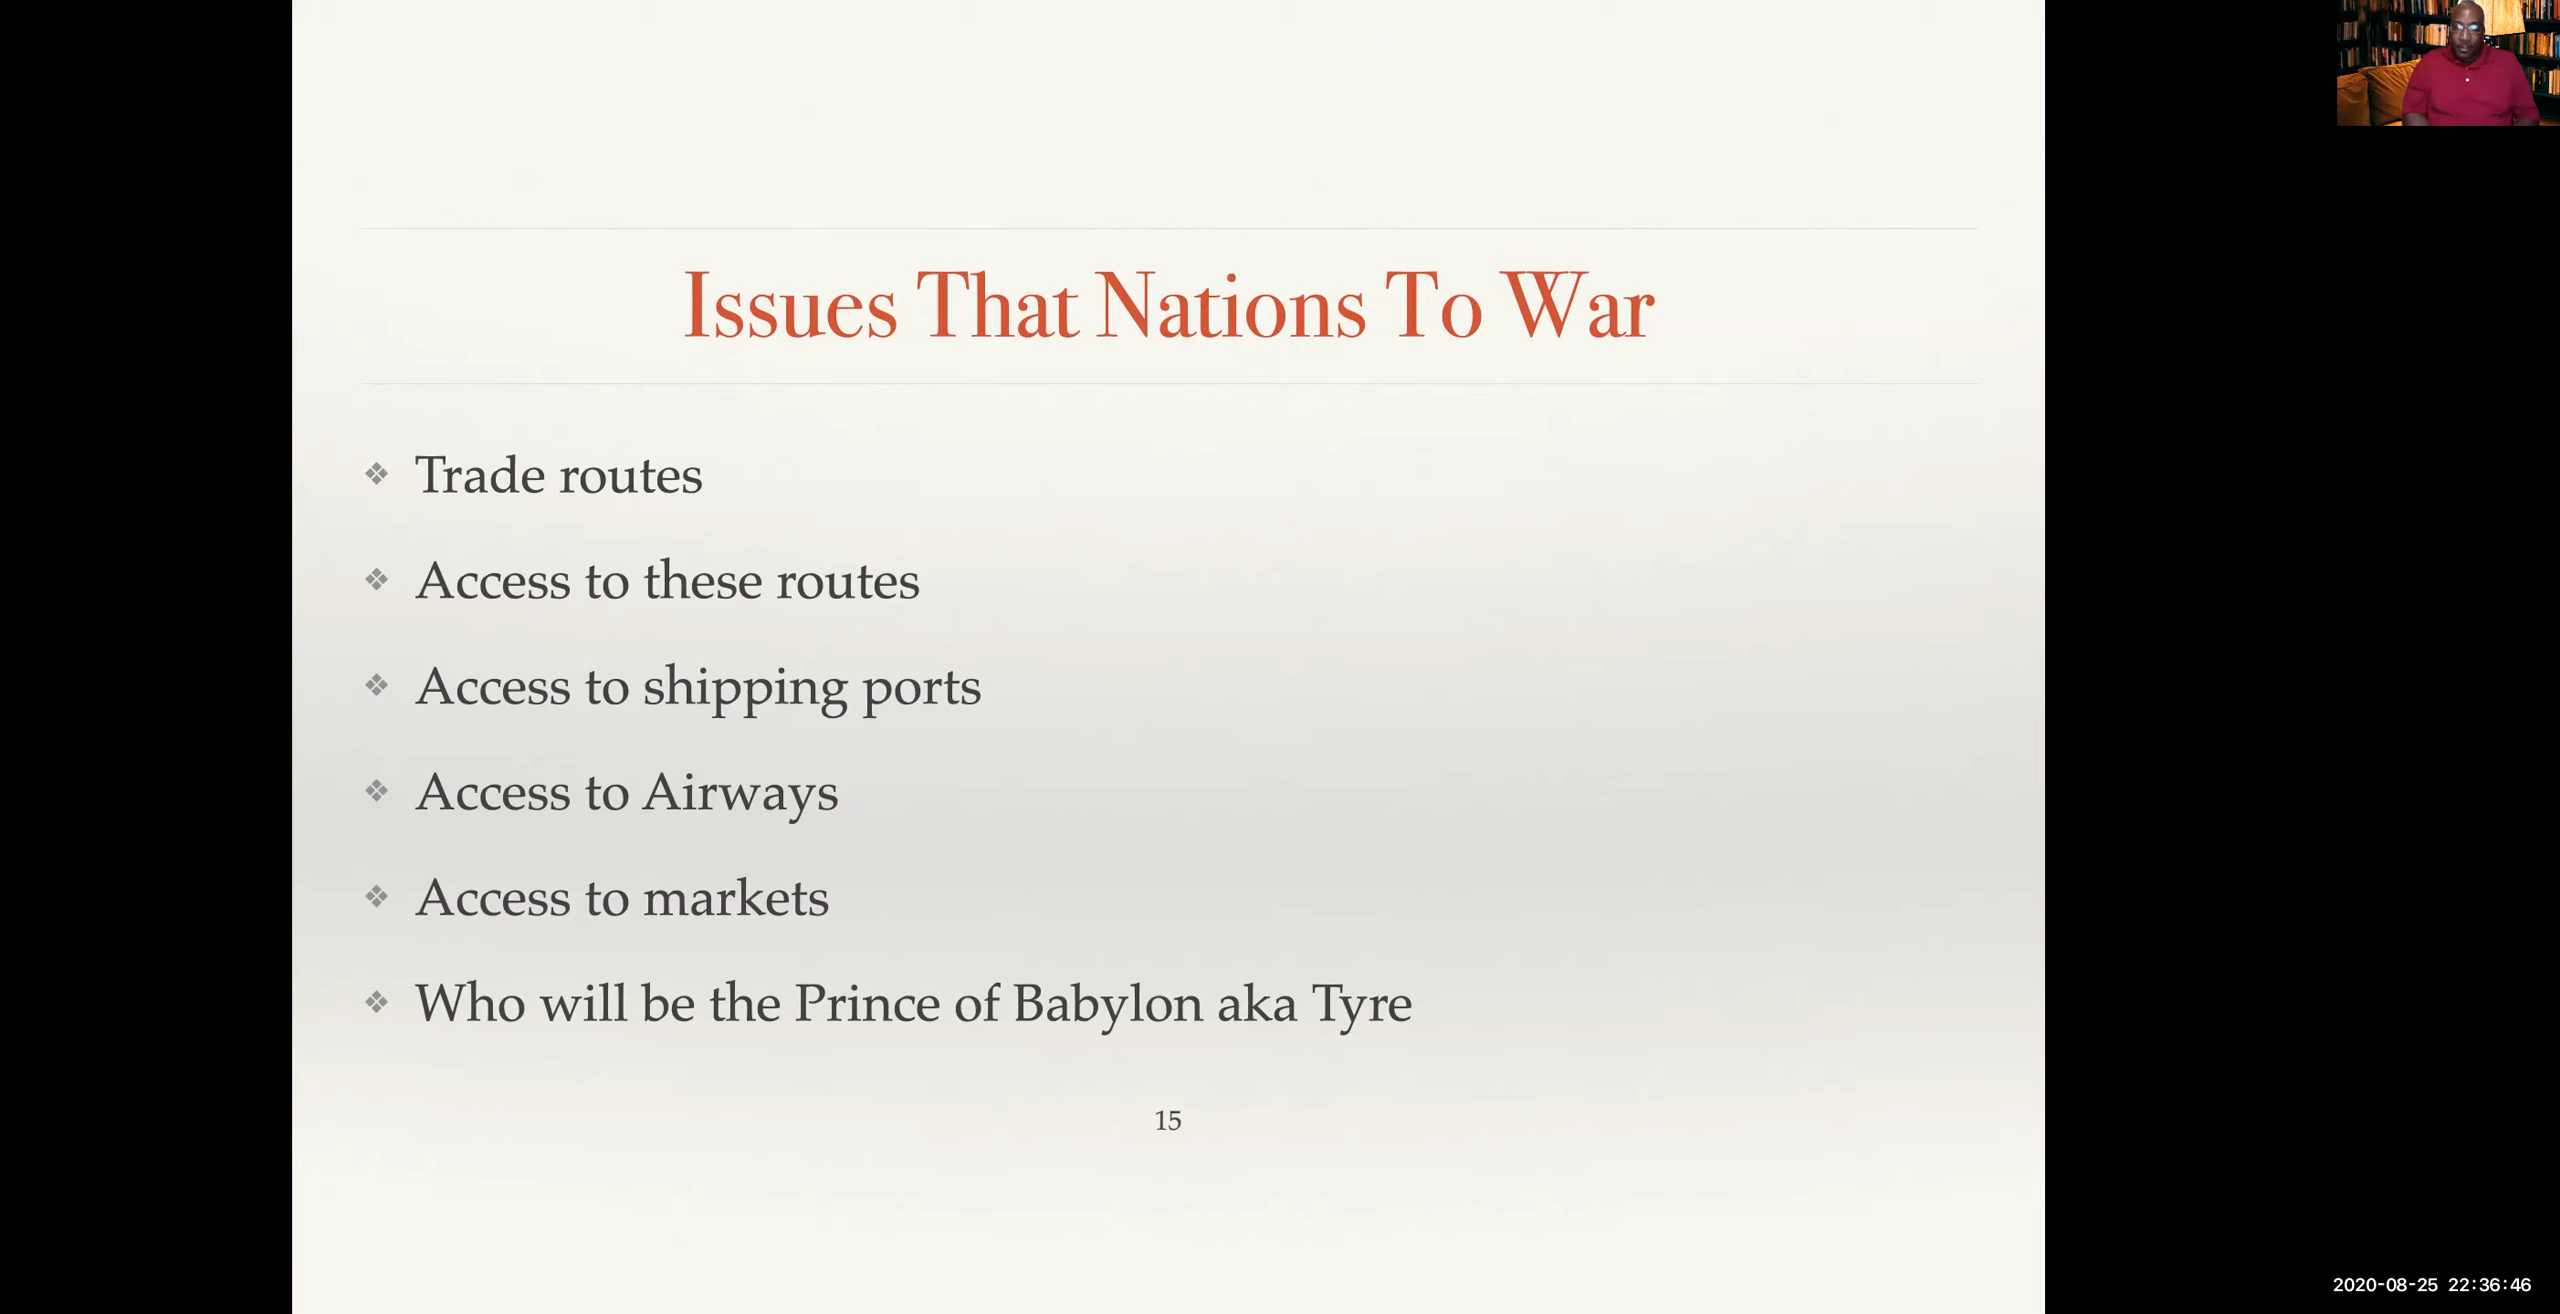 Issues That Nations To War
Trade routes
Access to these routes
Access to shipping ports
Access to Airways
Access to markets
Who will be the Prince of Babylon aka Tyre
15
2020-08-25 22:36:46